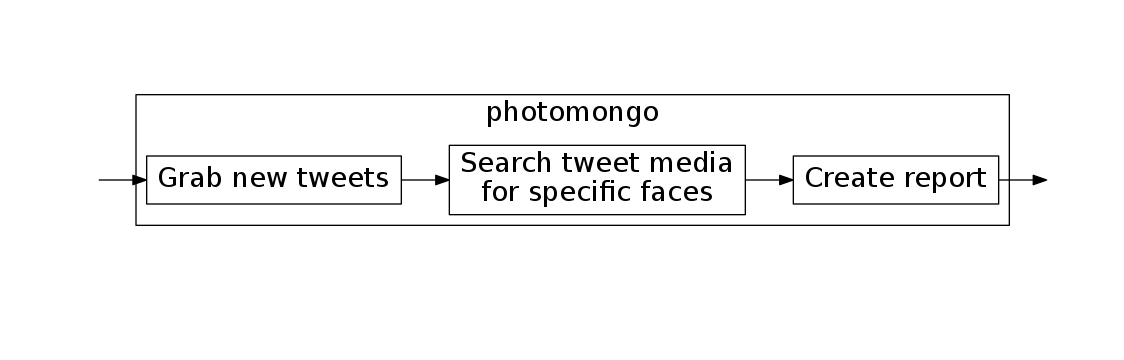 photomongo
Grab new tweets
Search tweet media
for specific faces
Create report